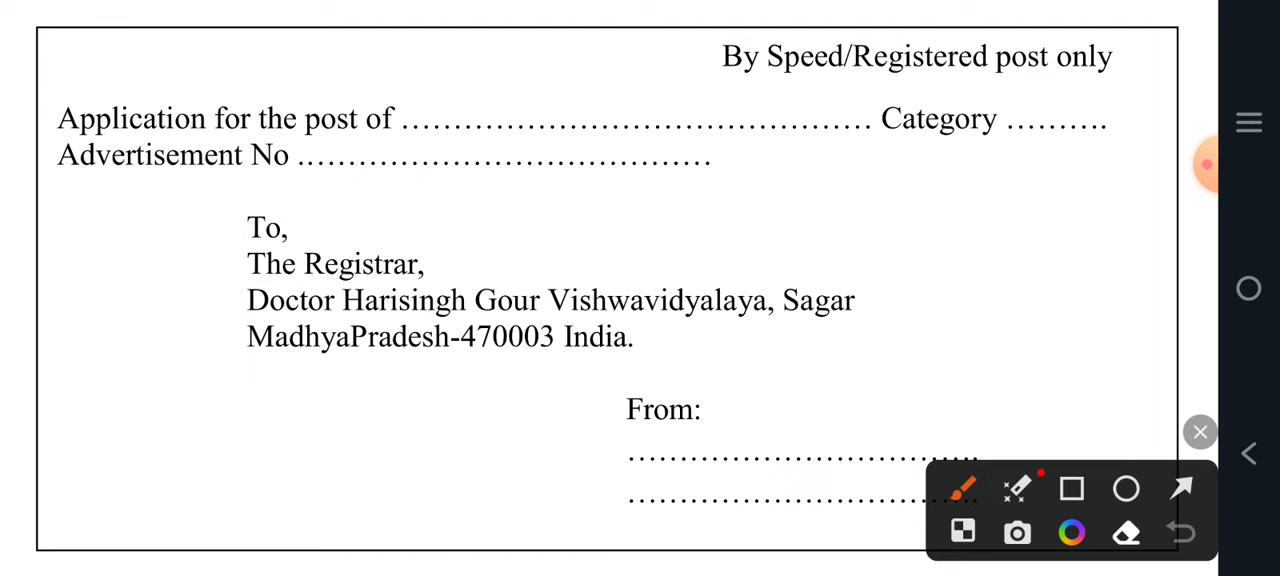 By Speed/Registered post only
Application for the post of ............................................. Category ..........
Advertisement No ........................................
To,
The Registrar,
Doctor Harisingh Gour Vishwavidyalaya, Sagar
MadhyaPradesh-470003 India.
From:
..................................
..................................